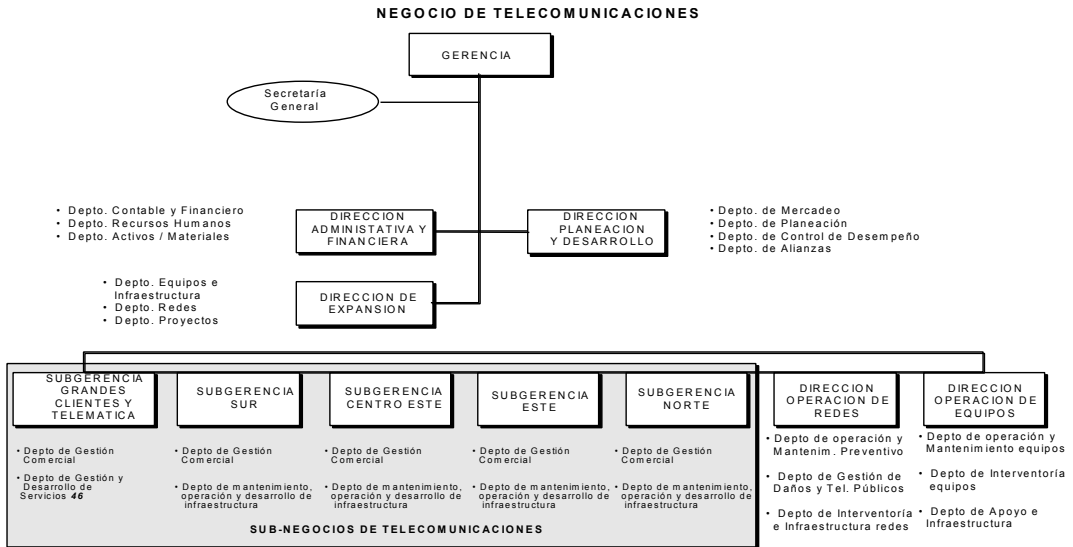 NEGOCIO DE TELECOMUNICACIONES
GERENCIA
Secretaría
General
• Depto. Contable y Financiero
• Depto. Recursos Humanos
• Depto. Activos / Materiales
DIRECCION
ADMINISTATIVA Y
FINANCIERA
DIRECCION
PLANEACION
Y DESARROLLO
• Depto. de Mercadeo
• Depto. de Planeación
• Depto. de Control de Desempeño
• Depto. de Alianzas
• Depto. Equipos e
Infraestructura
• Depto. Redes
• Depto. Proyectos
DIRECCION DE
EXPANSION
SUBGERENCIA
GRANDES
CLIENTES Y
TELEMATICA
SUBGERENCIA
SUR
SUBGERENCIA
CENTRO ESTE
SUBGERENCIA
ESTE
SUBGERENCIA
NORTE
DIRECCION
OPERACION DE
REDES
DIRECCION
OPERACION DE
EQUIPOS
• Depto de Gestión
Comercial
• Depto de Gestión y
Desarrollo de
Servicios 46
• Depto de Gestión
Comercial
• Depto de mantenimiento,
operación y desarrollo de
infraestructura
• Depto de Gestión
Comercial
• Depto de mantenimiento,
operación y desarrollo de
infraestructura
• Depto de Gestión
Comercial
• Depto de mantenimiento,
operación y desarrollo de
infraestructura
• Depto de Gestión
Comercial
• Depto de mantenimiento,
operación y desarrollo de
infraestructura
• Depto de operación y
Mantenim. Preventivo
• Depto de Gestión de
Daños y Tel. Públicos
• Depto de Interventoría
e Infraestructura redes
• Depto de operación y
Mantenimiento equipos
• Depto de Interventoría
equipos
• Depto de Apoyo e
Infraestructura
SUB-NEGOCIOS DE TELECOMUNICACIONES